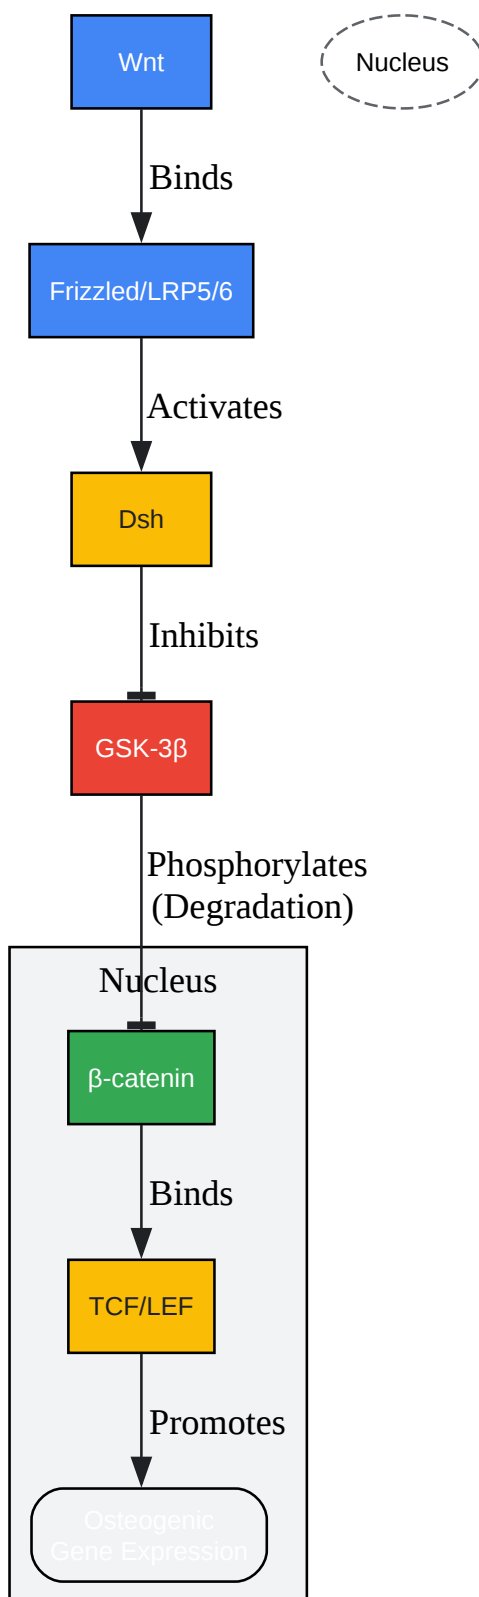 Wnt
Nucleus
Binds
Frizzled/LRP5/6
Activates
Dsh
Inhibits
GSK-3β
Phosphorylates
(Degradation)
Nucleus
β-catenin
Binds
TCF/LEF
Promotes
Osteogenic
Gene Expression